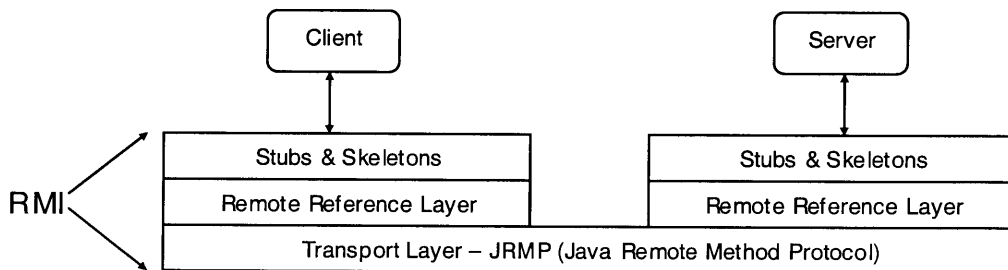 Client
Server
Stubs & Skeletons
Stubs & Skeletons
RMI
Remote Reference Layer
Remote Reference Layer
Transport Layer – JRMP (Java Remote Method Protocol)